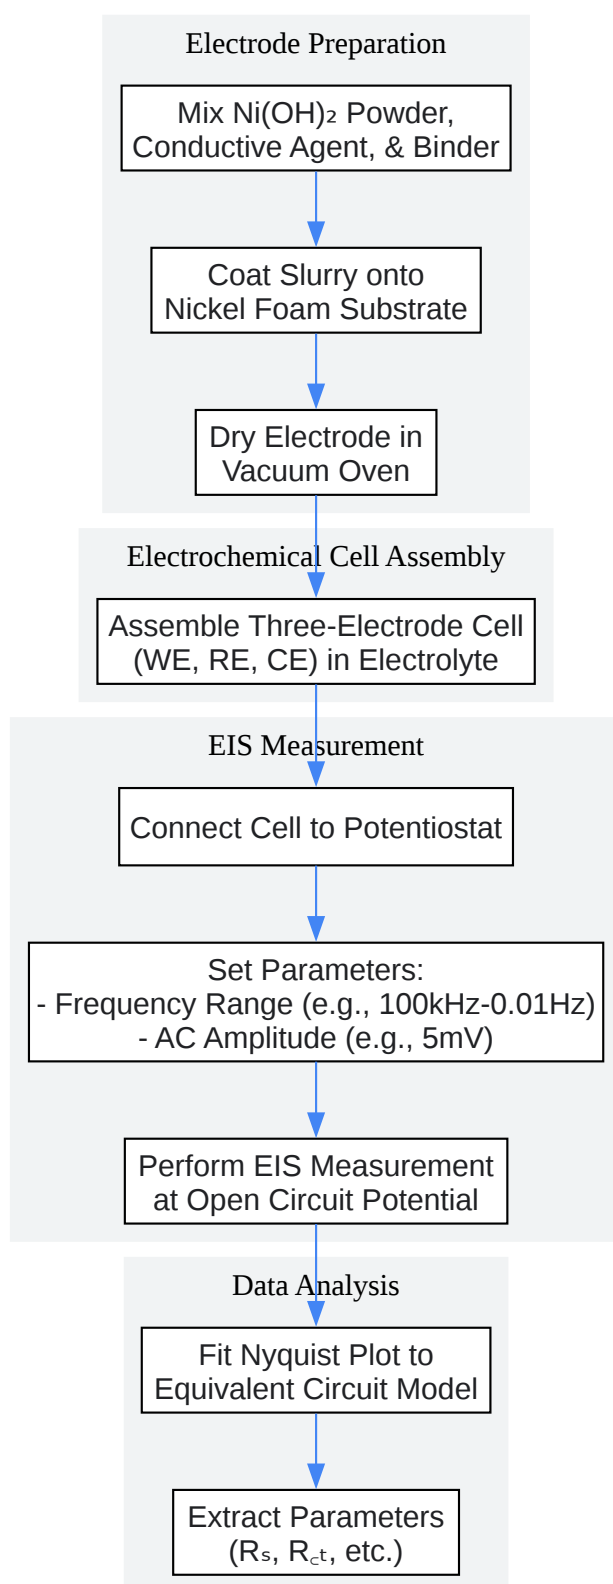 Electrode Preparation
Mix Ni(OH)₂ Powder,
Conductive Agent, & Binder
Coat Slurry onto
Nickel Foam Substrate
Dry Electrode in
Vacuum Oven
Electrochemical Cell Assembly
Assemble Three-Electrode Cell
(WE, RE, CE) in Electrolyte
EIS Measurement
Connect Cell to Potentiostat
Set Parameters:
- Frequency Range (e.g., 100kHz-0.01Hz)
- AC Amplitude (e.g., 5mV)
Perform EIS Measurement
at Open Circuit Potential
Data Analysis
Fit Nyquist Plot to
Equivalent Circuit Model
Extract Parameters
(Rₛ, R꜀ₜ, etc.)